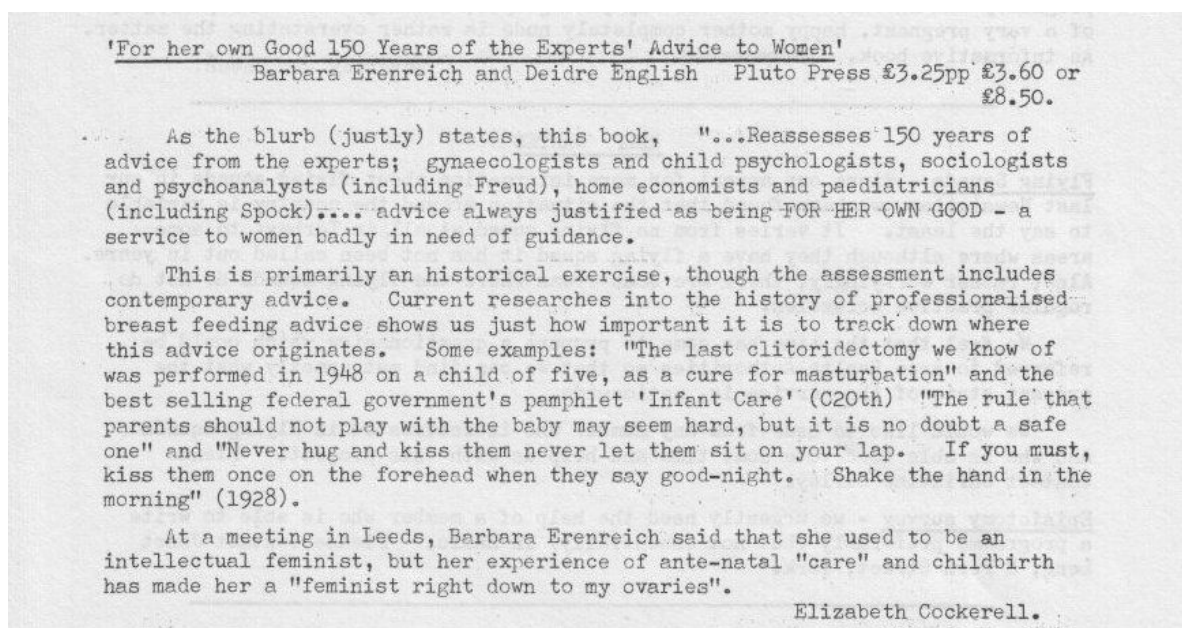 'For her own Good 150 Years of the Experts' Advice to Women'
Barbara Erenreich and Deidre English Pluto Press £3.25pp £3.60 or
£8.50.
As the blurb (justly) states, this book, "...Reassesses 150 years of
advice from the experts; gynaecologists and child psychologists, sociologists
and psychoanalysts (including Freud), home economists and paediatricians
(including Spock).... advice always justified as being FOR HER OWN GOOD - a
service to women badly in need of guidance.
This is primarily an historical exercise, though the assessment includes
contemporary advice. Current researches into the history of professionalised
breast feeding advice shows us just how important it is to track down where
this advice originates. Some examples: "The last clitoridectomy we know of
was performed in 1948 on a child of five, as a cure for masturbation" and the
best selling federal government's pamphlet 'Infant Care' (C20th) "The rule that
parents should not play with the baby may seem hard, but it is no doubt a safe
one" and "Never hug and kiss them never let them sit on your lap. If you must,
kiss them once on the forehead when they say good-night. Shake the hand in the
morning" (1928).
At a meeting in Leeds, Barbara Erenreich said that she used to be an
intellectual feminist, but her experience of ante-natal "care" and childbirth
has made her a "feminist right down to my ovaries".
Elizabeth Cockerell.